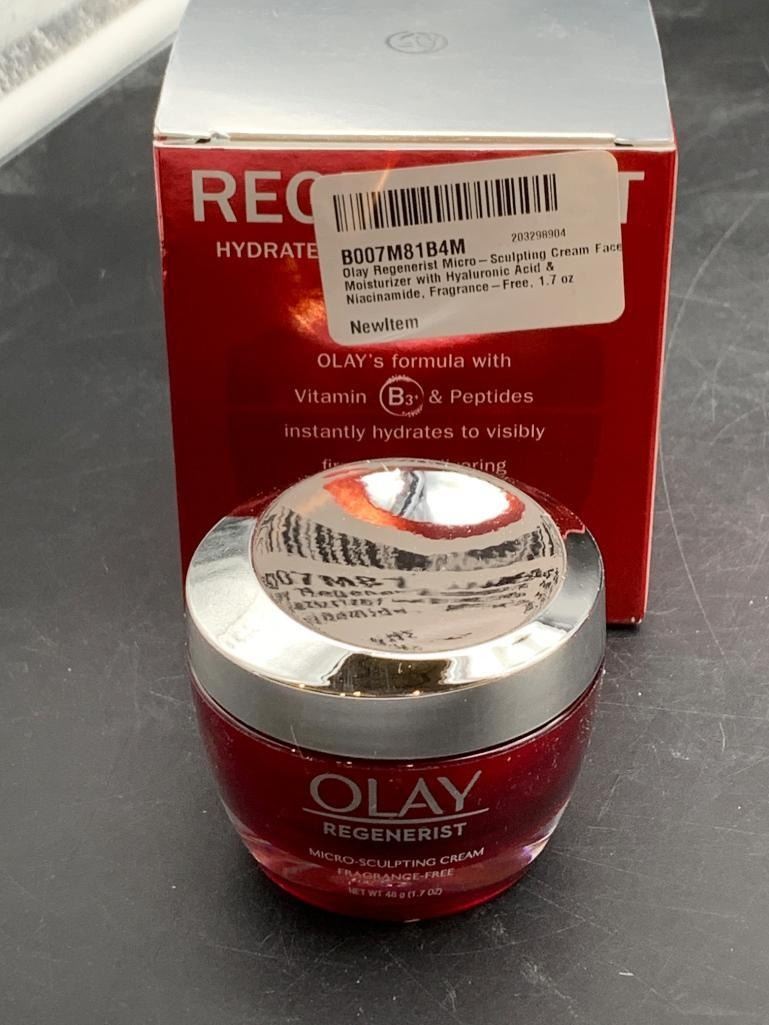 REG T
HYDRATE
B007M81B4M
203298904
Olay Regenerist Micro-Sculpting Cream Face
Moisturizer with Hyaluronic Acid &
Niacinamide, Fragrance-Free, 1.7 oz
NewItem
OLAY's formula with
Vitamin B3+ & Peptides
instantly hydrates to visibly
OLAY
REGENERIST
MICRO-SCULPTING CREAM
FRAGRANCE-FREE
NET WT 48 g (1.7 OZ)